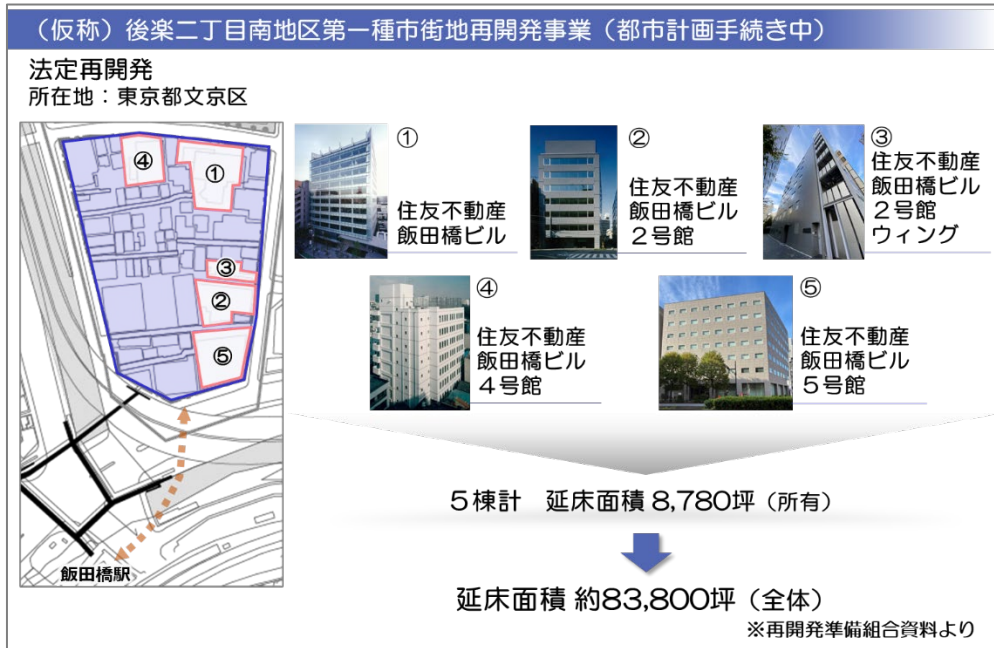 (仮称)後楽二丁目南地区第一種市街地再開発事業(都市計画手続き中)
法定再開発
所在地:東京都文京区
④
①
③
②
⑤
飯田橋駅
①
住友不動産
飯田橋ビル
②
住友不動産
飯田橋ビル
2号館
③
住友不動産
飯田橋ビル
2号館
ウィング
④
住友不動産
飯田橋ビル
4号館
⑤
住友不動産
飯田橋ビル
5号館
5棟計 延床面積 8,780坪(所有)
延床面積 約83,800坪(全体)
※再開発準備組合資料より